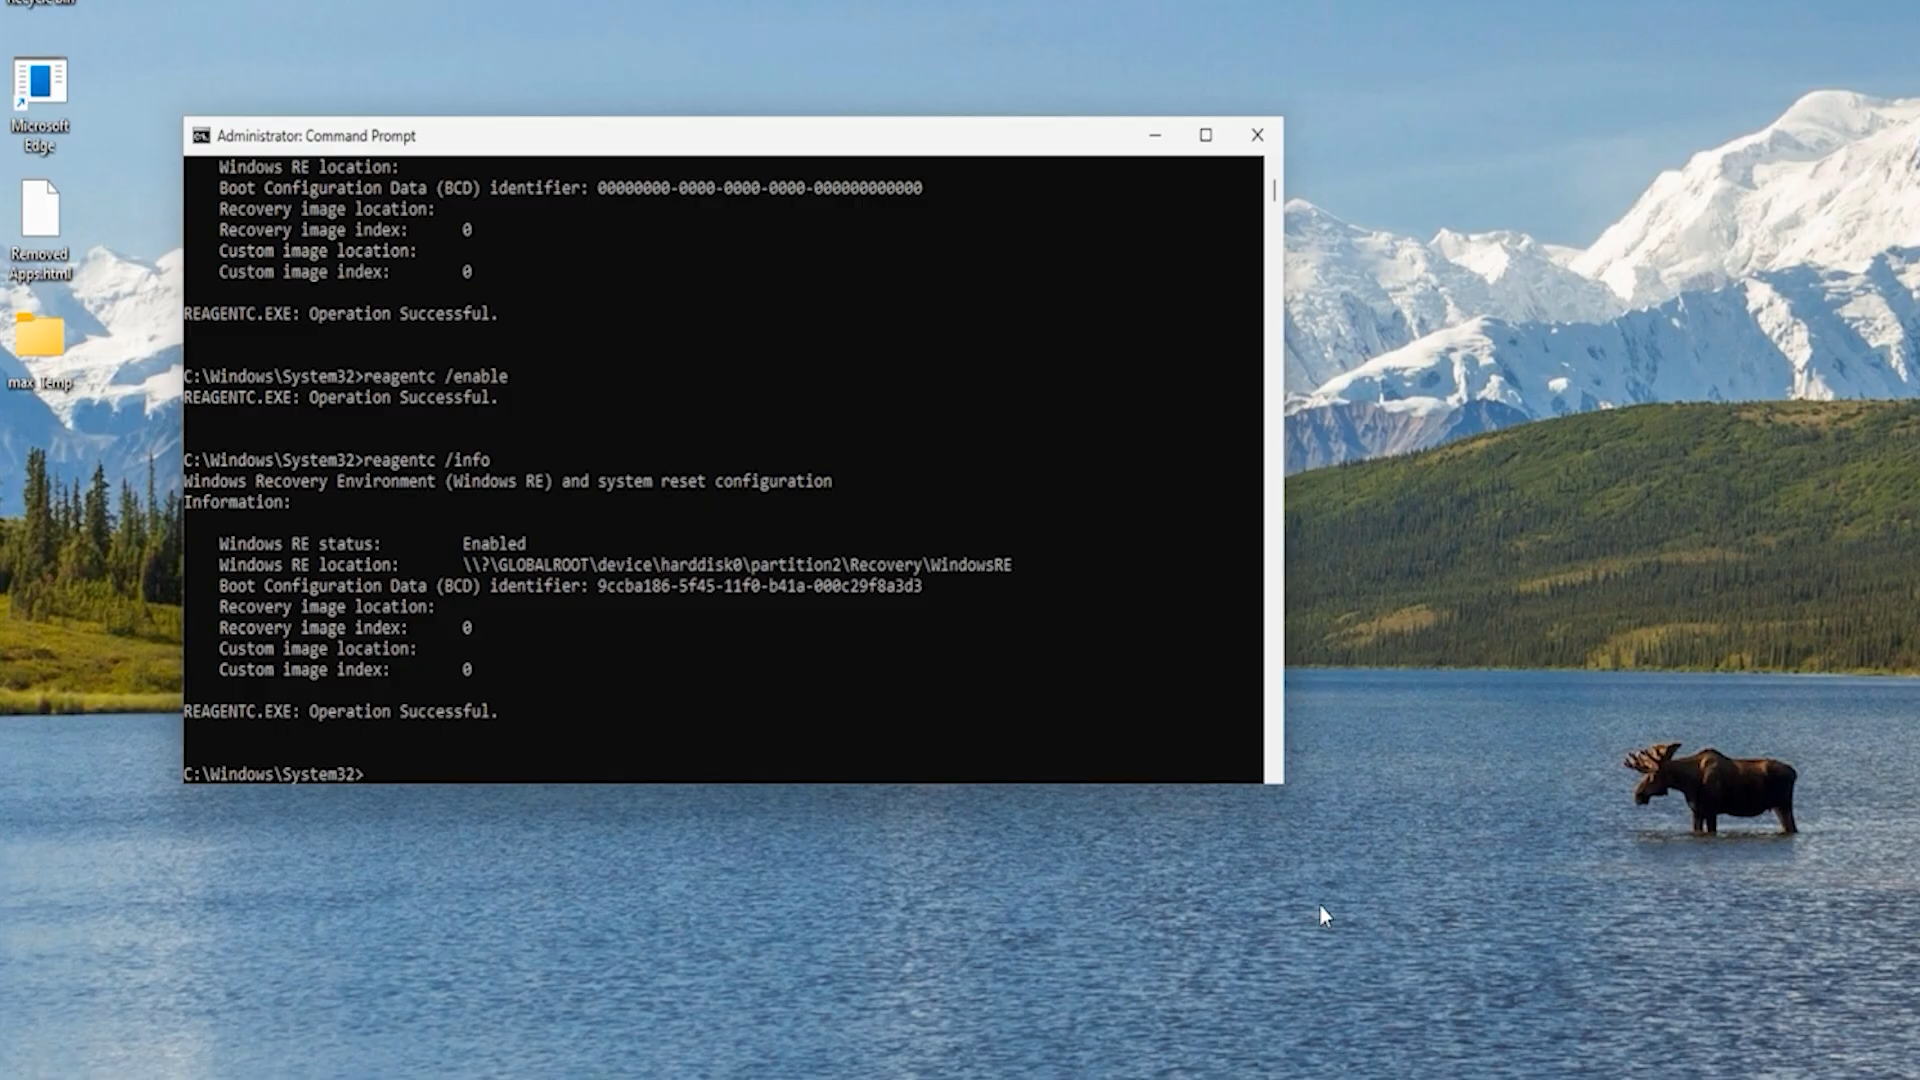 Recycle Bin
Microsoft
Edge
Removed
Apps.html
max_Temp
Administrator: Command Prompt
Windows RE location:
Boot Configuration Data (BCD) identifier: 00000000-0000-0000-0000-000000000000
Recovery image location:
Recovery image index: 0
Custom image location:
Custom image index: 0
REAGENTC.EXE: Operation Successful.
C:\Windows\System32>reagentc /enable
REAGENTC.EXE: Operation Successful.
C:\Windows\System32>reagentc /info
Windows Recovery Environment (Windows RE) and system reset configuration
Information:
Windows RE status: Enabled
Windows RE location: \\?\GLOBALROOT\device\harddisk0\partition2\Recovery\WindowsRE
Boot Configuration Data (BCD) identifier: 9ccba186-5f45-11f0-b41a-000c29f8a3d3
Recovery image location:
Recovery image index: 0
Custom image location:
Custom image index: 0
REAGENTC.EXE: Operation Successful.
C:\Windows\System32>